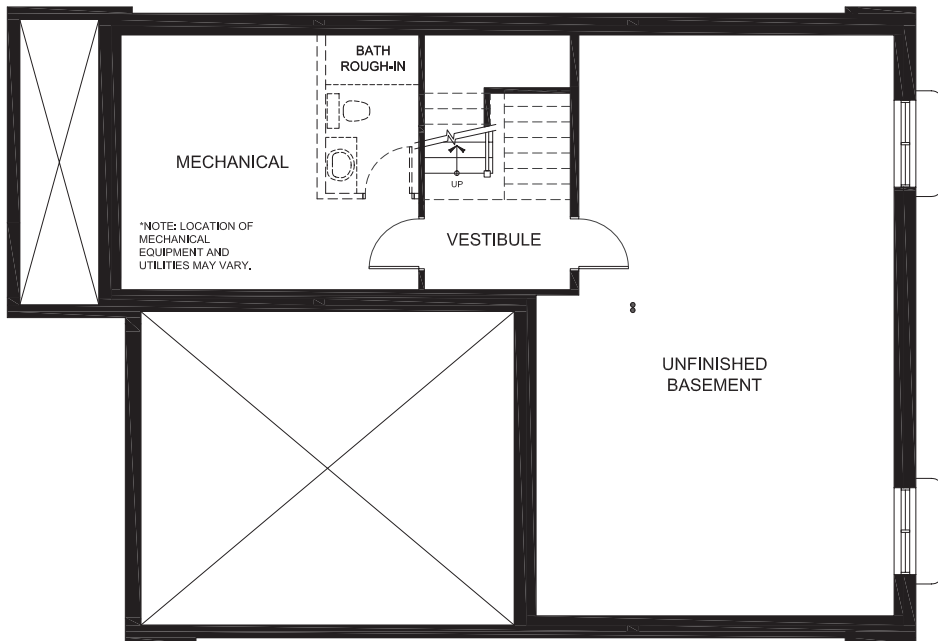 BATH
ROUGH-IN
MECHANICAL
UP
*NOTE: LOCATION OF
MECHANICAL
EQUIPMENT AND
UTILITIES MAY VARY.
VESTIBULE
UNFINISHED
BASEMENT